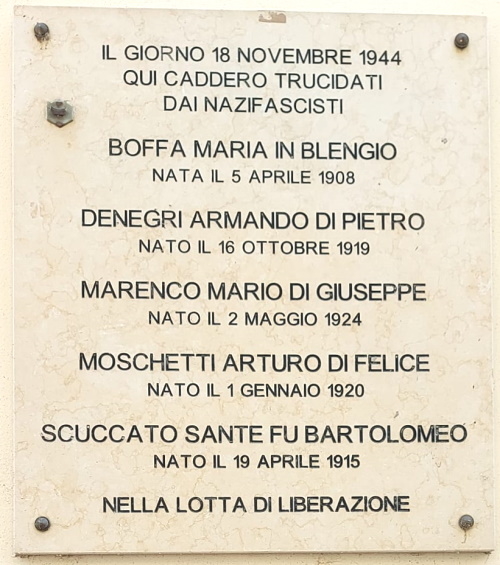 IL GIORNO 18 NOVEMBRE 1944
QUI CADDERO TRUCIDATI
DAI NAZIFASCISTI
BOFFA MARIA IN BLENGIO
NATA IL 5 APRILE 1908
DENEGRI ARMANDO DI PIETRO
NATO IL 16 OTTOBRE 1919
MARENCO MARIO DI GIUSEPPE
NATO IL 2 MAGGIO 1924
MOSCHETTI ARTURO DI FELICE
NATO IL 1 GENNAIO 1920
SCUCCATO SANTE FU BARTOLOMEO
NATO IL 19 APRILE 1915
NELLA LOTTA DI LIBERAZIONE